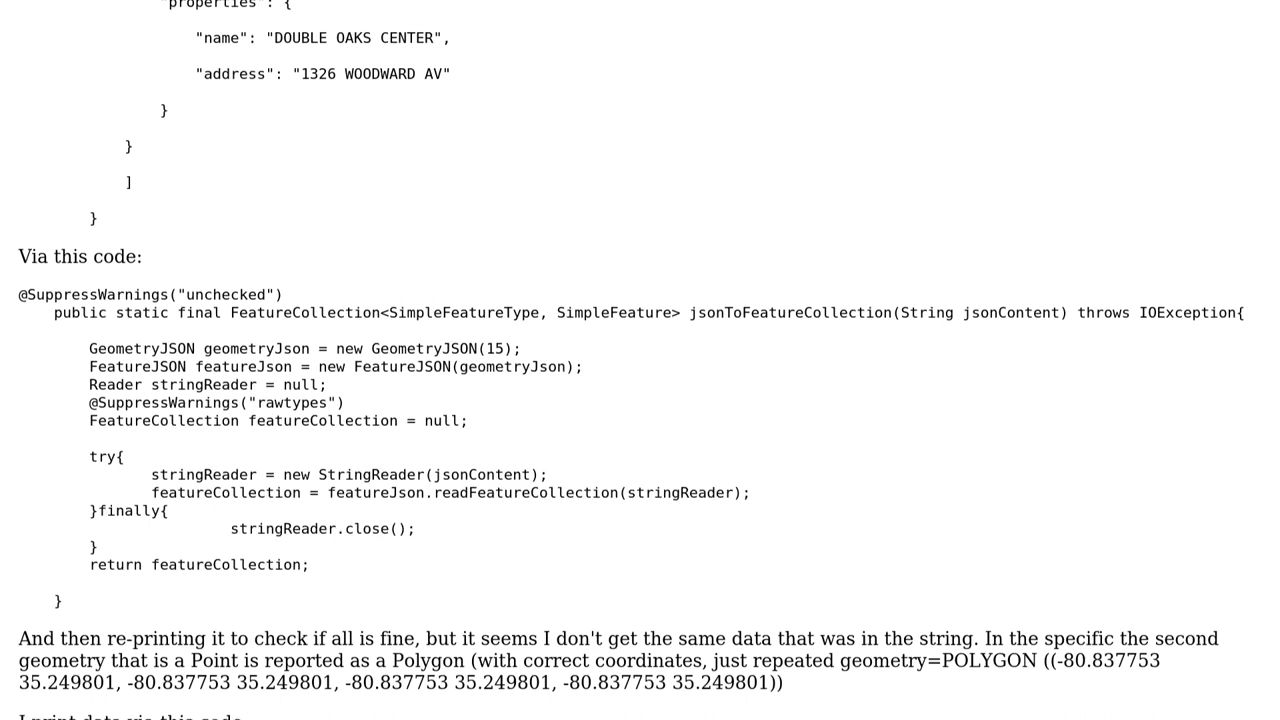 "properties": {
"name": "DOUBLE OAKS CENTER",
"address": "1326 WOODWARD AV"
}
}
]
}
Via this code:
@SuppressWarnings("unchecked")
public static final FeatureCollection<SimpleFeatureType, SimpleFeature> jsonToFeatureCollection(String jsonContent) throws IOException{
GeometryJSON geometryJson = new GeometryJSON(15);
FeatureJSON featureJson = new FeatureJSON(geometryJson);
Reader stringReader = null;
@SuppressWarnings("rawtypes")
FeatureCollection featureCollection = null;
try{
stringReader = new StringReader(jsonContent);
featureCollection = featureJson.readFeatureCollection(stringReader);
}finally{
stringReader.close();
}
return featureCollection;
}
And then re-printing it to check if all is fine, but it seems I don't get the same data that was in the string. In the specific the second
geometry that is a Point is reported as a Polygon (with correct coordinates, just repeated geometry=POLYGON ((-80.837753
35.249801, -80.837753 35.249801, -80.837753 35.249801, -80.837753 35.249801))
I print data via this code